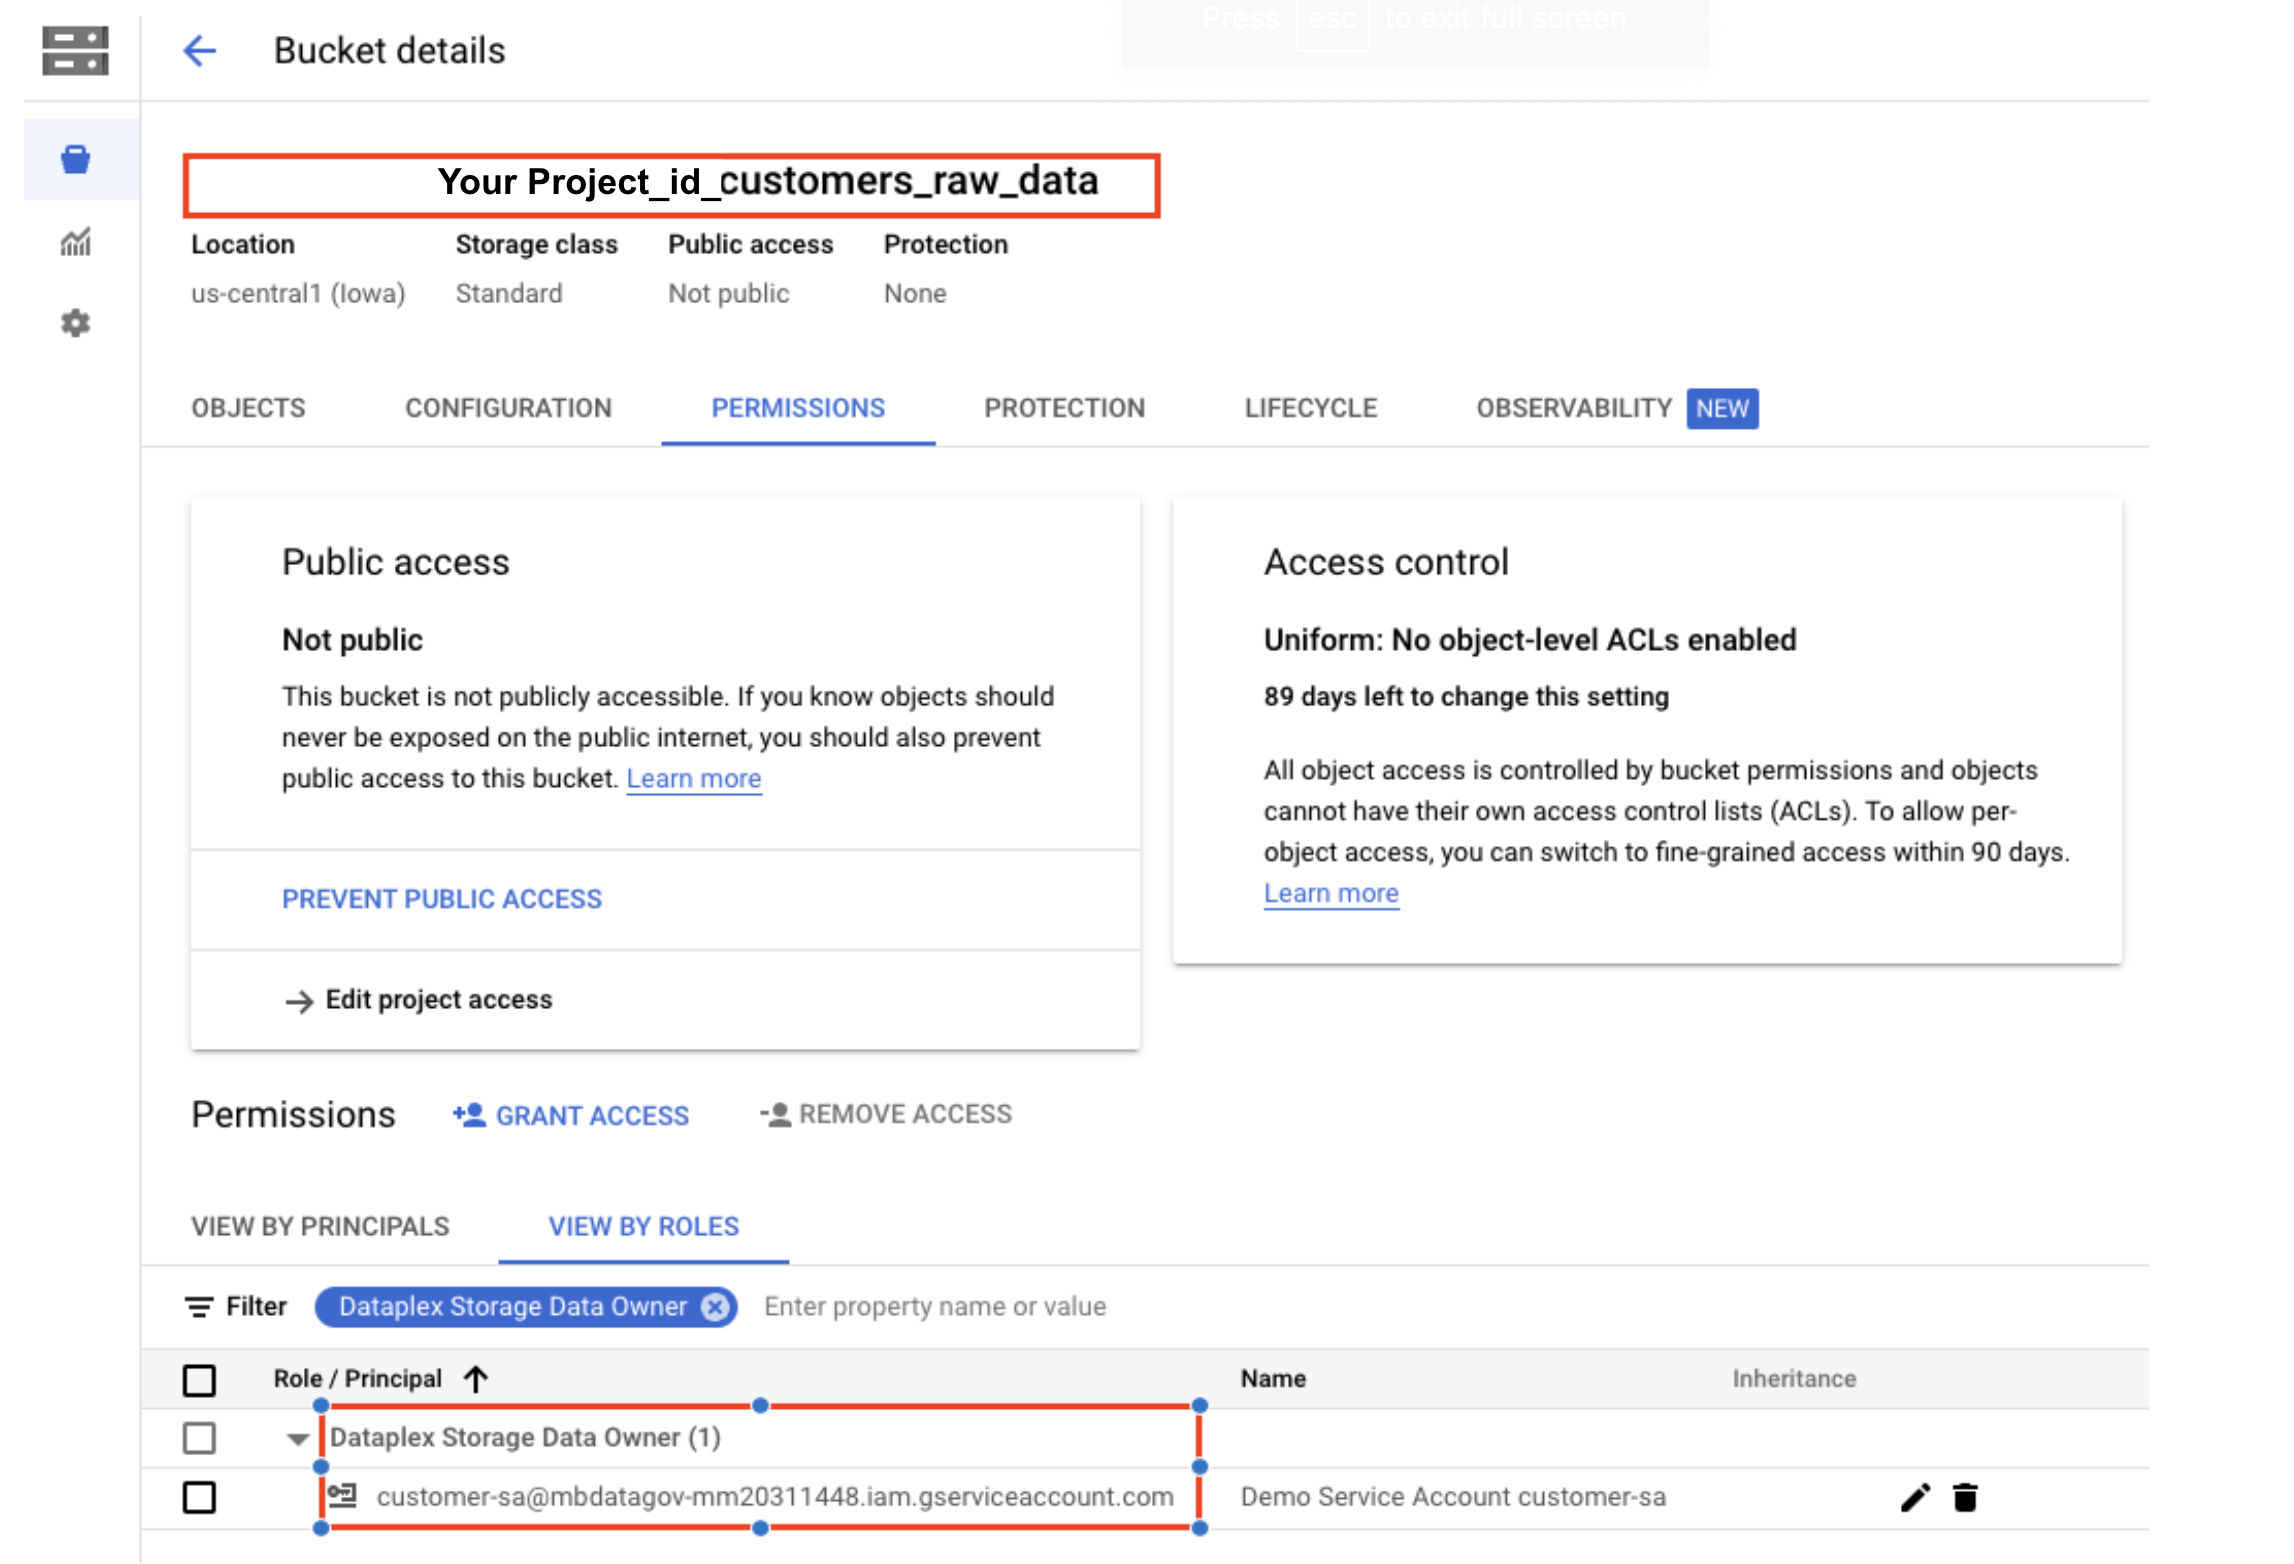 Press esc to exit full screen
Bucket details
Your Project_id_customers_raw_data
Location Storage class Public access Protection
us-central1 (Iowa) Standard Not public None
OBJECTS CONFIGURATION PERMISSIONS PROTECTION LIFECYCLE OBSERVABILITY NEW
Public access
Not public
This bucket is not publicly accessible. If you know objects should
never be exposed on the public internet, you should also prevent
public access to this bucket. Learn more
PREVENT PUBLIC ACCESS
Edit project access
Access control
Uniform: No object-level ACLs enabled
89 days left to change this setting
All object access is controlled by bucket permissions and objects
cannot have their own access control lists (ACLs). To allow per-
object access, you can switch to fine-grained access within 90 days.
Learn more
Permissions GRANT ACCESS REMOVE ACCESS
VIEW BY PRINCIPALS VIEW BY ROLES
Filter Dataplex Storage Data Owner Enter property name or value
Role / Principal Name Inheritance
Dataplex Storage Data Owner (1)
customer-sa@mbdatagov-mm20311448.iam.gserviceaccount.com Demo Service Account customer-sa